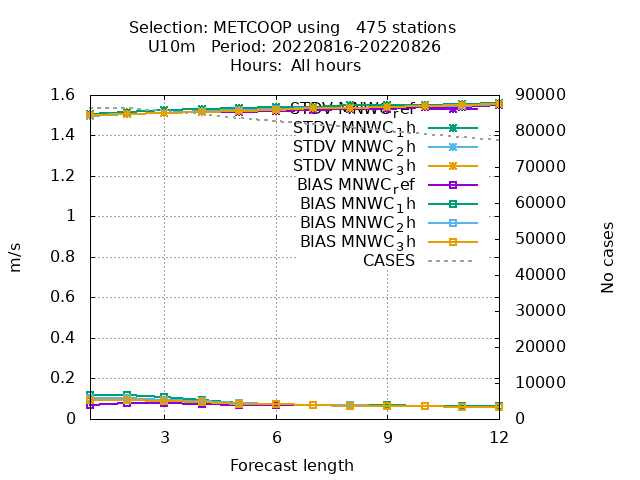 Selection: METCOOP using   475 stations
U10m   Period: 20220816-20220826
Hours:  All hours
1.6
1.4
1.2
1
0.8
0.6
0.4
0.2
0
m/s
STDV MNWC_ref
STDV MNWC_1h
STDV MNWC_2h
STDV MNWC_3h
BIAS MNWC_ref
BIAS MNWC_1h
BIAS MNWC_2h
BIAS MNWC_3h
CASES
90000
80000
70000
60000
50000
40000
30000
20000
10000
0
No cases
3
6
9
12
Forecast length